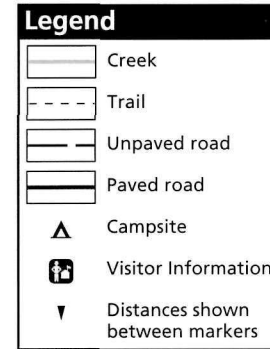 Legend
Creek
Trail
Unpaved road
Paved road
Campsite
Visitor Information
Distances shown
between markers